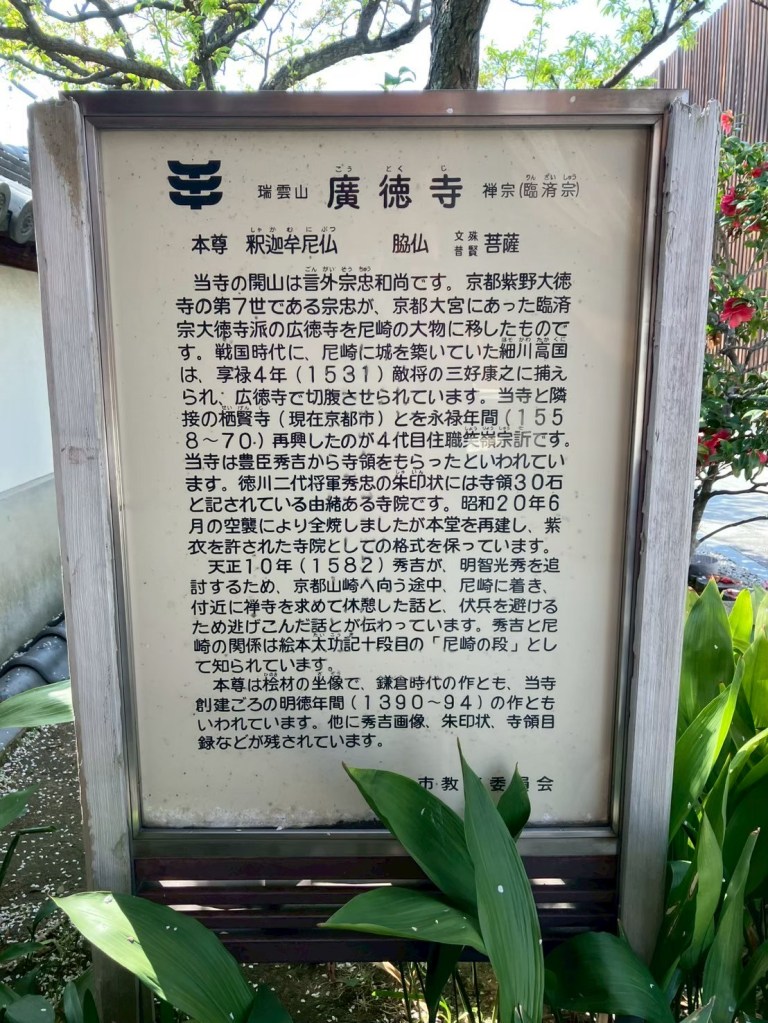 瑞雲山 廣徳寺 禅宗(臨済宗)
本尊 釈迦牟尼仏 脇仏 文殊 普賢 菩薩
当寺の開山は言外宗忠和尚です。京都紫野大徳
寺の第7世である宗忠が、京都大宮にあった臨済
宗大徳寺派の広徳寺を尼崎の大物に移したもので
す。戦国時代に、尼崎に城を築いていた細川高国
は、享禄4年(1531)敵将の三好康之に捕え
られ、広徳寺で切腹させられています。当寺と隣
接の栖賢寺(現在京都市)とを永禄年間(155
8〜70)再興したのが4代目住職笑嶺宗訢です。
当寺は豊臣秀吉から寺領をもらったといわれてい
ます。徳川二代将軍秀忠の朱印状には寺領30石
と記されている由緒ある寺院です。昭和20年6
月の空襲により全焼しましたが本堂を再建し、紫
衣を許された寺院としての格式を保っています。
天正10年(1582)秀吉が、明智光秀を追
討するため、京都山崎へ向う途中、尼崎に着き、
付近に禅寺を求めて休憩した話と、伏兵を避ける
ため逃げこんだ話とが伝わっています。秀吉と尼
崎の関係は絵本太功記十段目の「尼崎の段」とし
て知られています。
本尊は桧材の坐像で、鎌倉時代の作とも、当寺
創建ごろの明徳年間(1390〜94)の作とも
いわれています。他に秀吉画像、朱印状、寺領目
録などが残されています。
市教 委員会